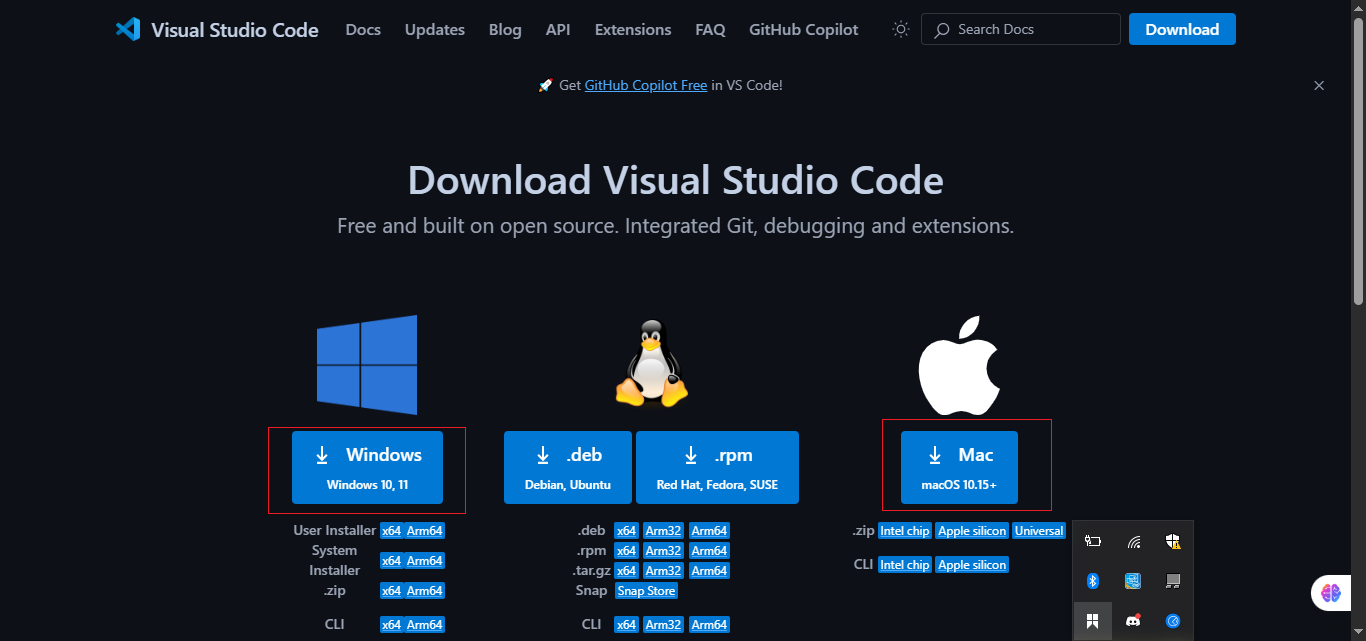 Visual Studio Code Docs Updates Blog API Extensions FAQ GitHub Copilot Search Docs Download
🚀 Get GitHub Copilot Free in VS Code!
Download Visual Studio Code
Free and built on open source. Integrated Git, debugging and extensions.
Windows
Windows 10, 11
User Installer x64 Arm64
System Installer x64 Arm64
.zip x64 Arm64
CLI x64 Arm64
.deb
Debian, Ubuntu
.rpm
Red Hat, Fedora, SUSE
.deb x64 Arm32 Arm64
.rpm x64 Arm32 Arm64
.tar.gz x64 Arm32 Arm64
Snap Snap Store
CLI x64 Arm32 Arm64
Mac
macOS 10.15+
.zip Intel chip Apple silicon Universal
CLI Intel chip Apple silicon